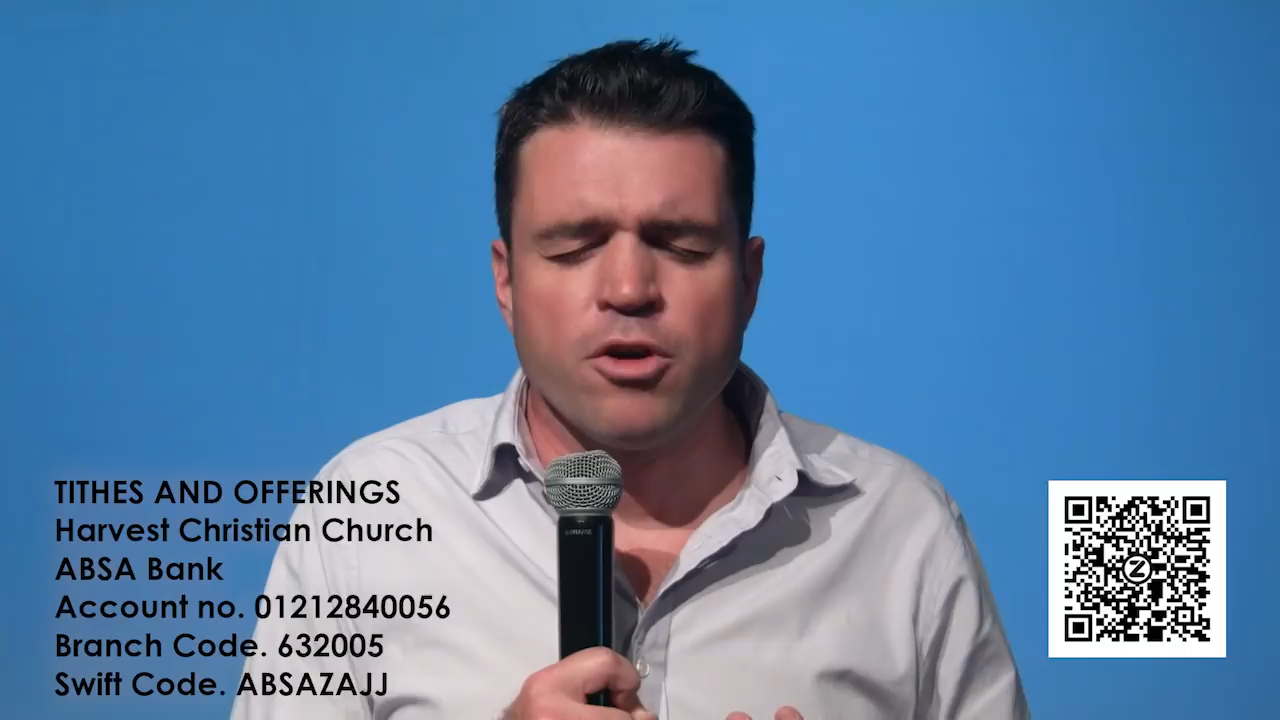 TITHES AND OFFERINGS
Harvest Christian Church
ABSA Bank
Account no. 01212840056
Branch Code. 632005
Swift Code. ABSAZAJJ